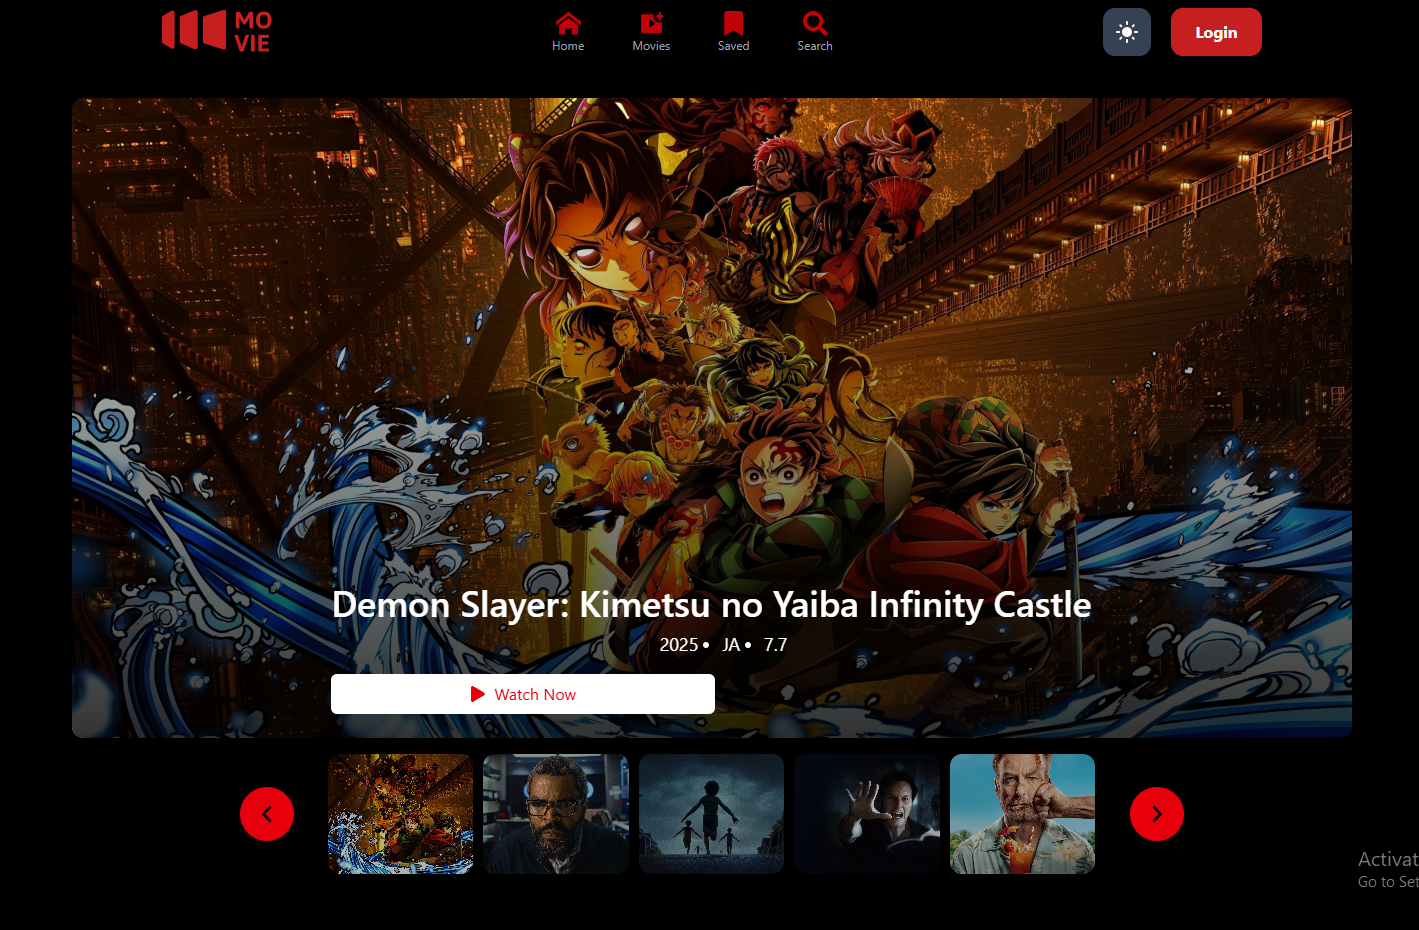 MO
VIE
Home
Movies
Saved
Search
Login
Demon Slayer: Kimetsu no Yaiba Infinity Castle
2025 • JA • 7.7
Watch Now
Activat
Go to Set